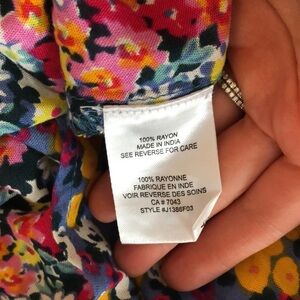 100% RAYON
MADE IN INDIA
SEE REVERSE FOR CARE
100% RAYONNE
FABRIQUE EN INDE
VOIR REVERSE DES SOINS
CA # 7043
STYLE #J1386F03